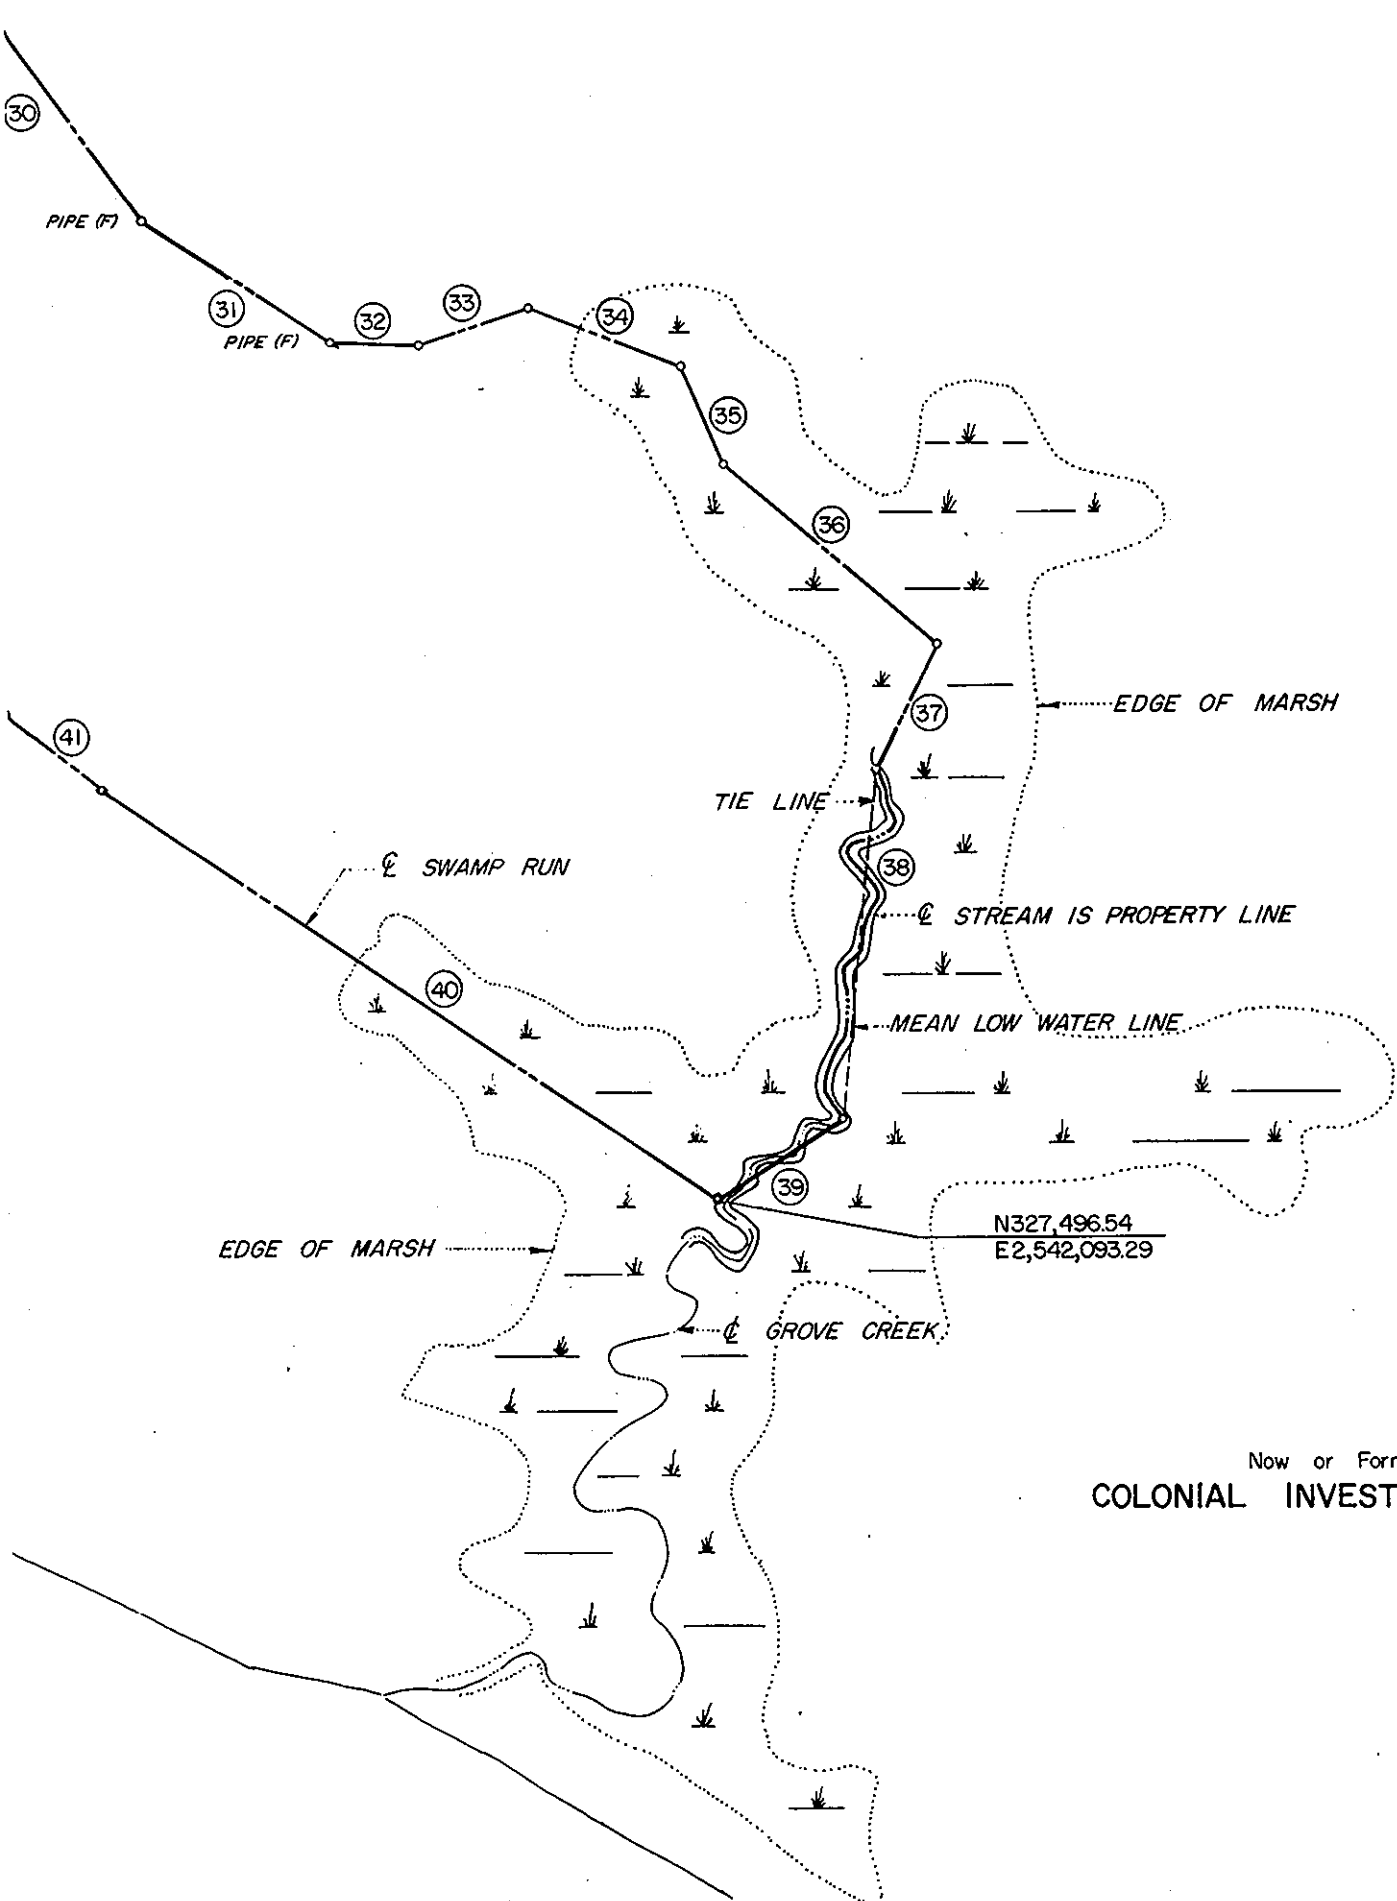 30
PIPE (F)
31
PIPE (F)
32
33
34
35
36
37
EDGE OF MARSH
41
TIE LINE
℄ SWAMP RUN
38
℄ STREAM IS PROPERTY LINE
40
MEAN LOW WATER LINE
39
N327,496.54
E2,542,093.29
EDGE OF MARSH
℄ GROVE CREEK
Now or Forr
COLONIAL INVEST